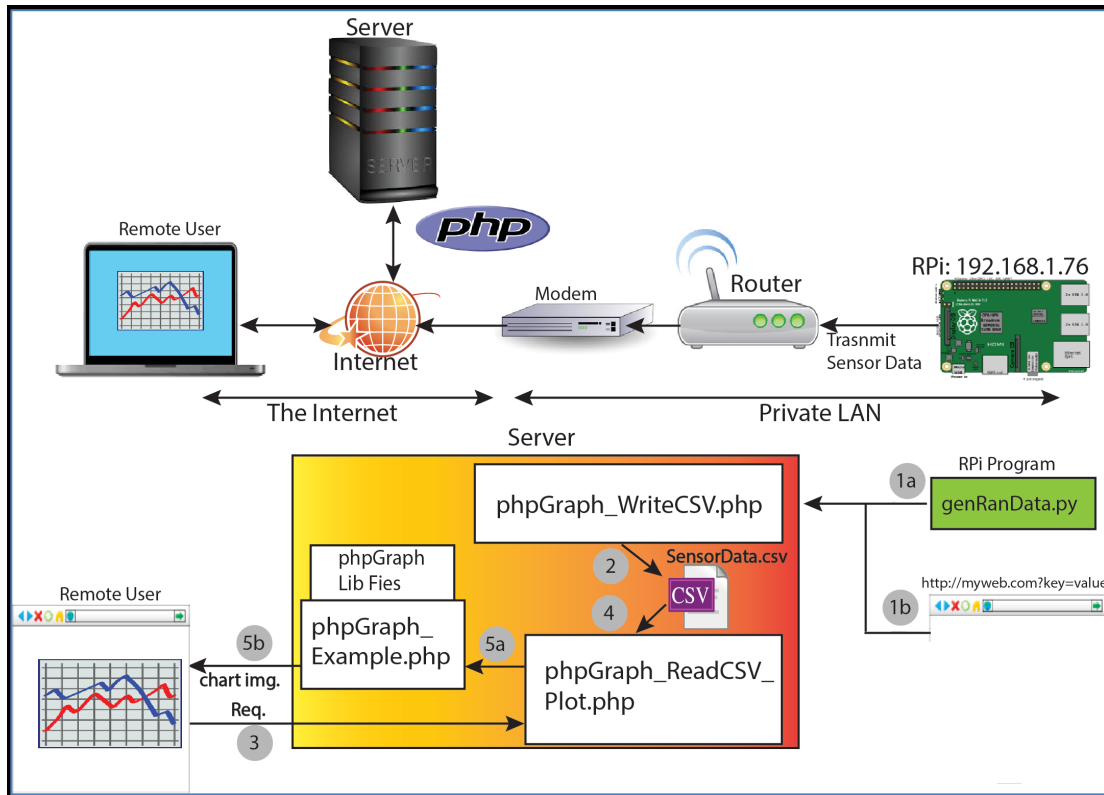 Server
SERVER
php
Remote User
Internet
Modem
Router
RPi: 192.168.1.76
Trasnmit
Sensor Data
The Internet
Private LAN
Server
RPi Program
1a
genRanData.py
phpGraph_WriteCSV.php
2
SensorData.csv
CSV
http://myweb.com?key=value
1b
phpGraph
Lib Fies
4
Remote User
phpGraph_
Example.php
5a
5b
chart img.
phpGraph_ReadCSV_
Plot.php
Req.
3